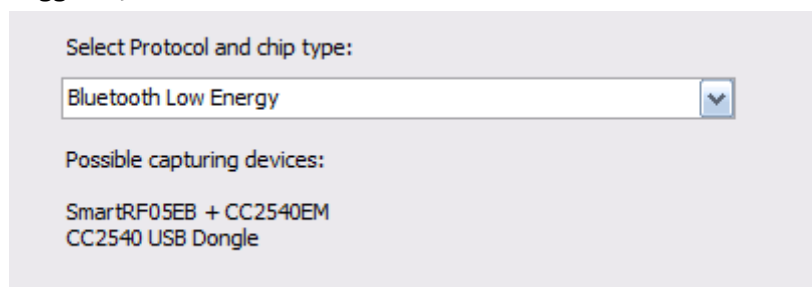 Select Protocol and chip type:
Bluetooth Low Energy
Possible capturing devices:
SmartRF05EB + CC2540EM
CC2540 USB Dongle